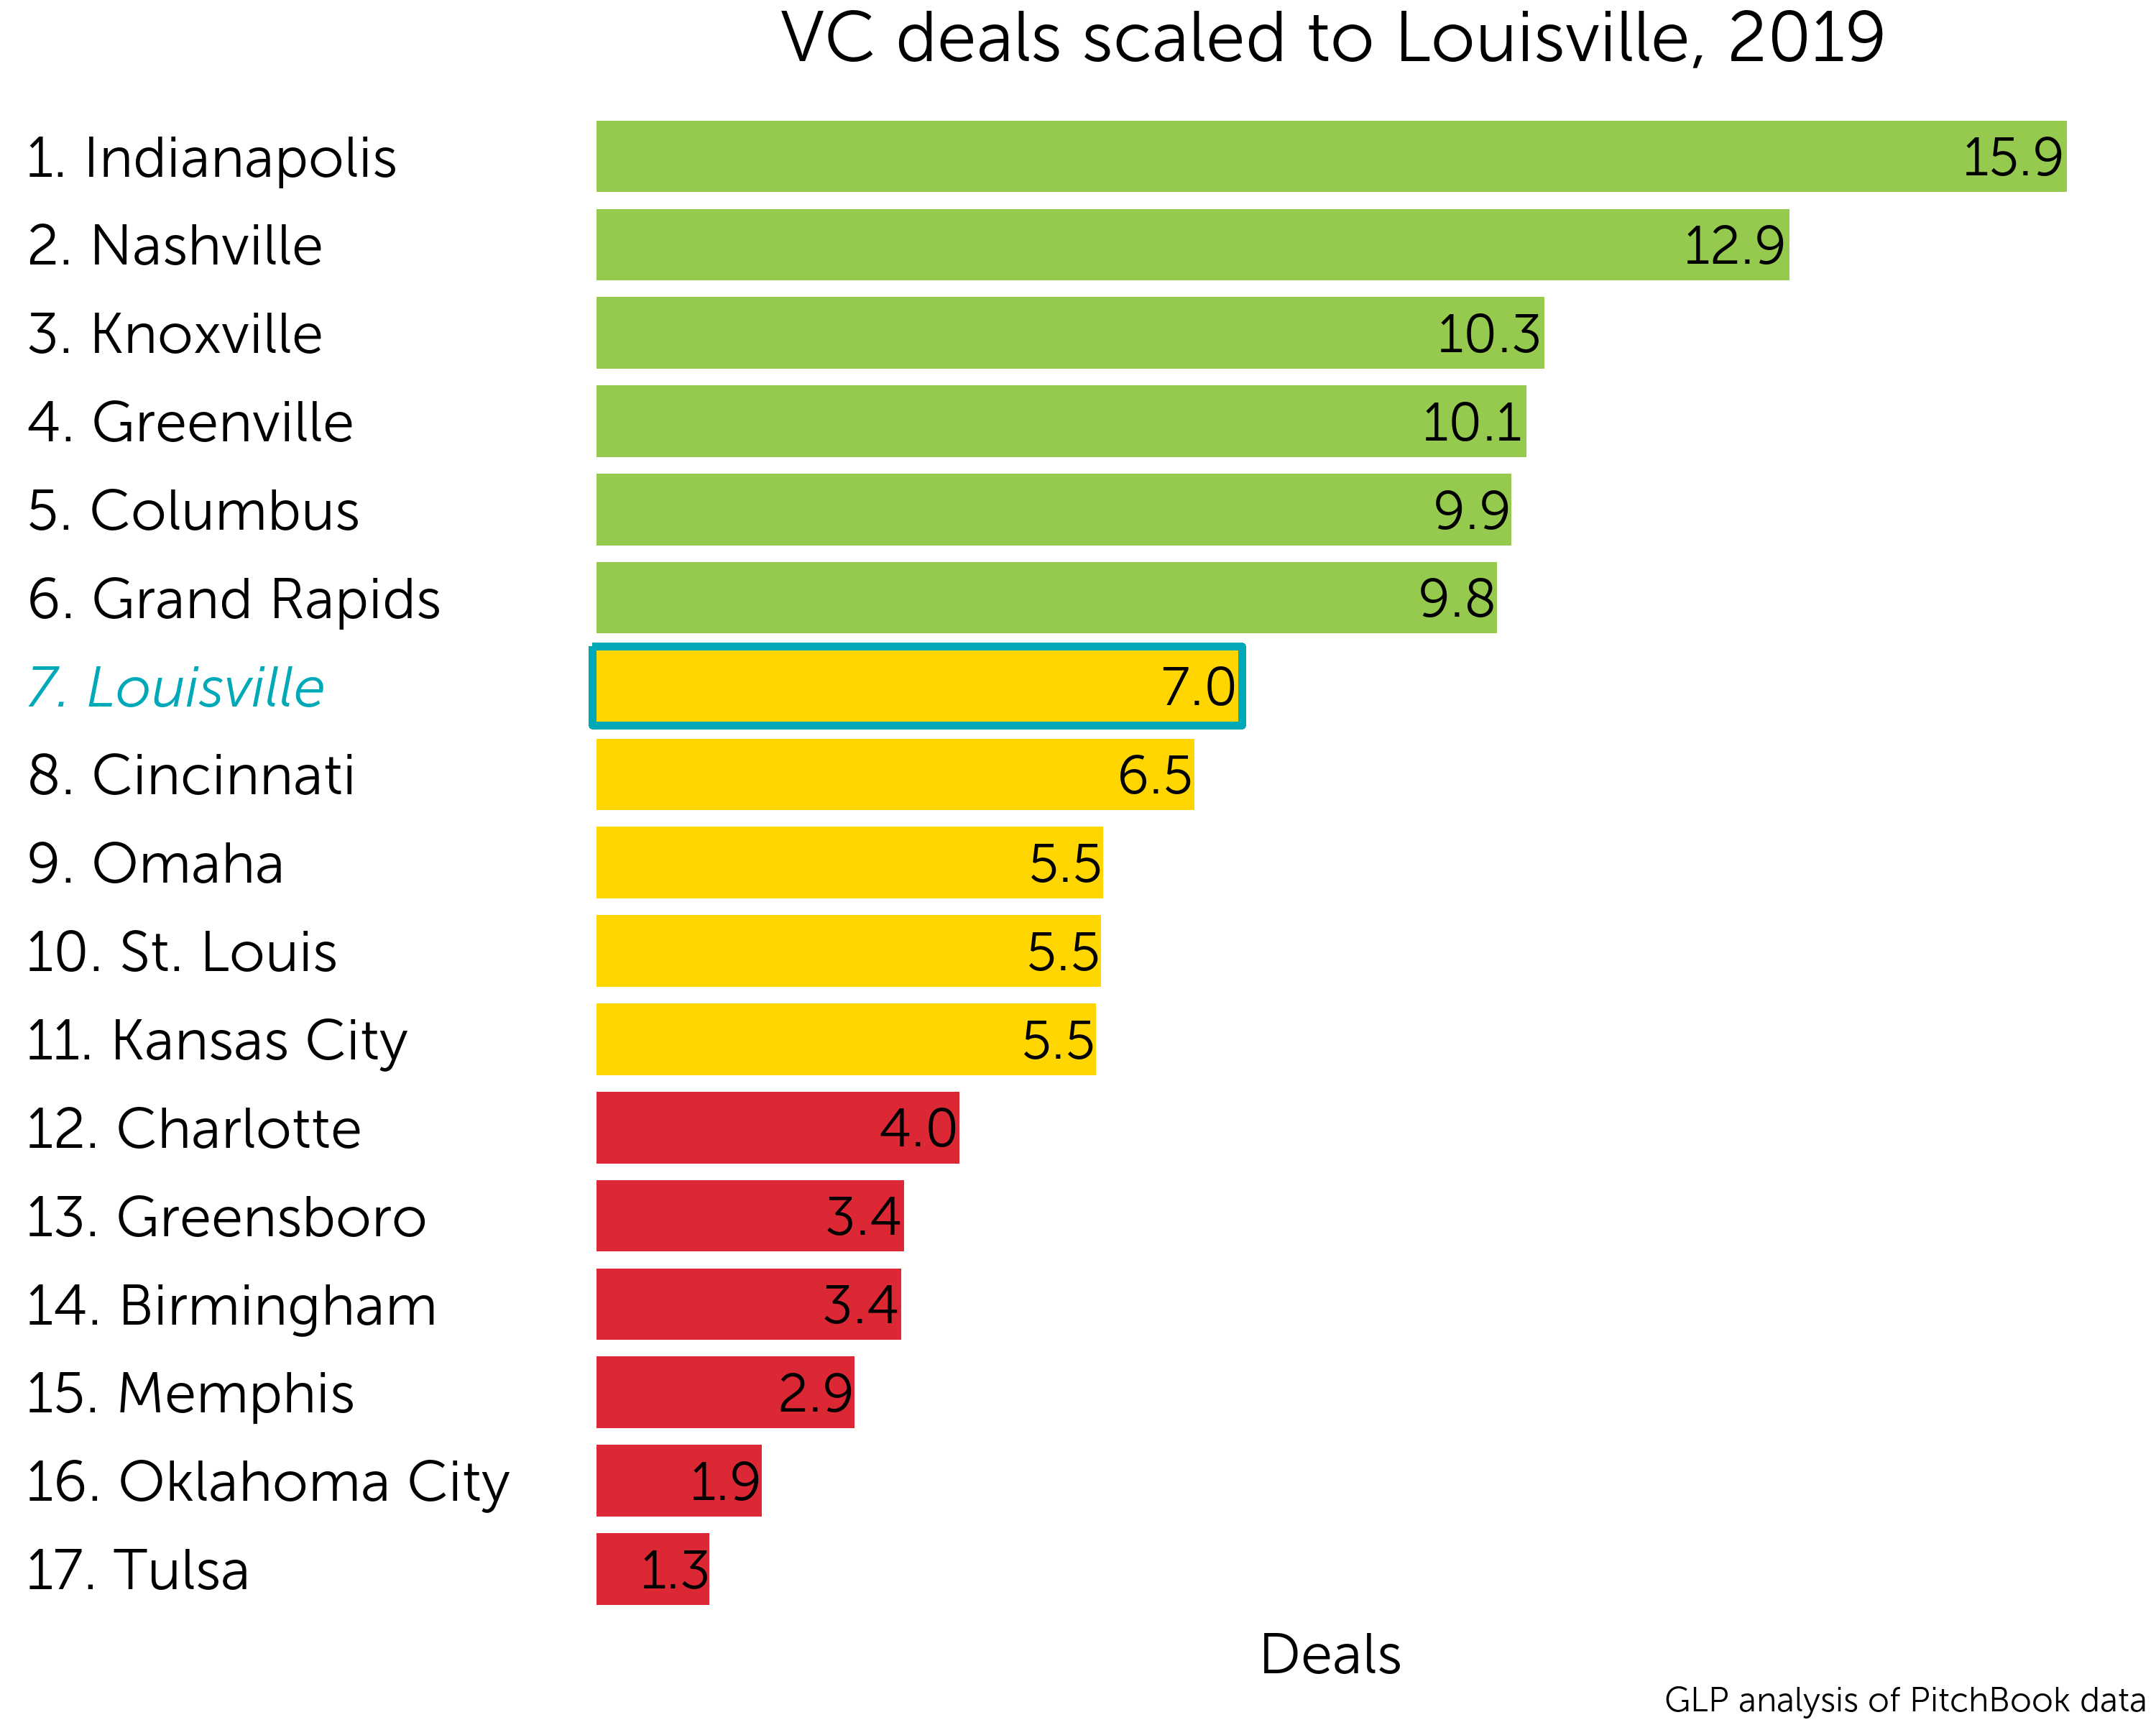 VC deals scaled to Louisville, 2019
1. Indianapolis 15.9
2. Nashville 12.9
3. Knoxville 10.3
4. Greenville 10.1
5. Columbus 9.9
6. Grand Rapids 9.8
7. Louisville 7.0
8. Cincinnati 6.5
9. Omaha 5.5
10. St. Louis 5.5
11. Kansas City 5.5
12. Charlotte 4.0
13. Greensboro 3.4
14. Birmingham 3.4
15. Memphis 2.9
16. Oklahoma City 1.9
17. Tulsa 1.3
Deals
GLP analysis of PitchBook data